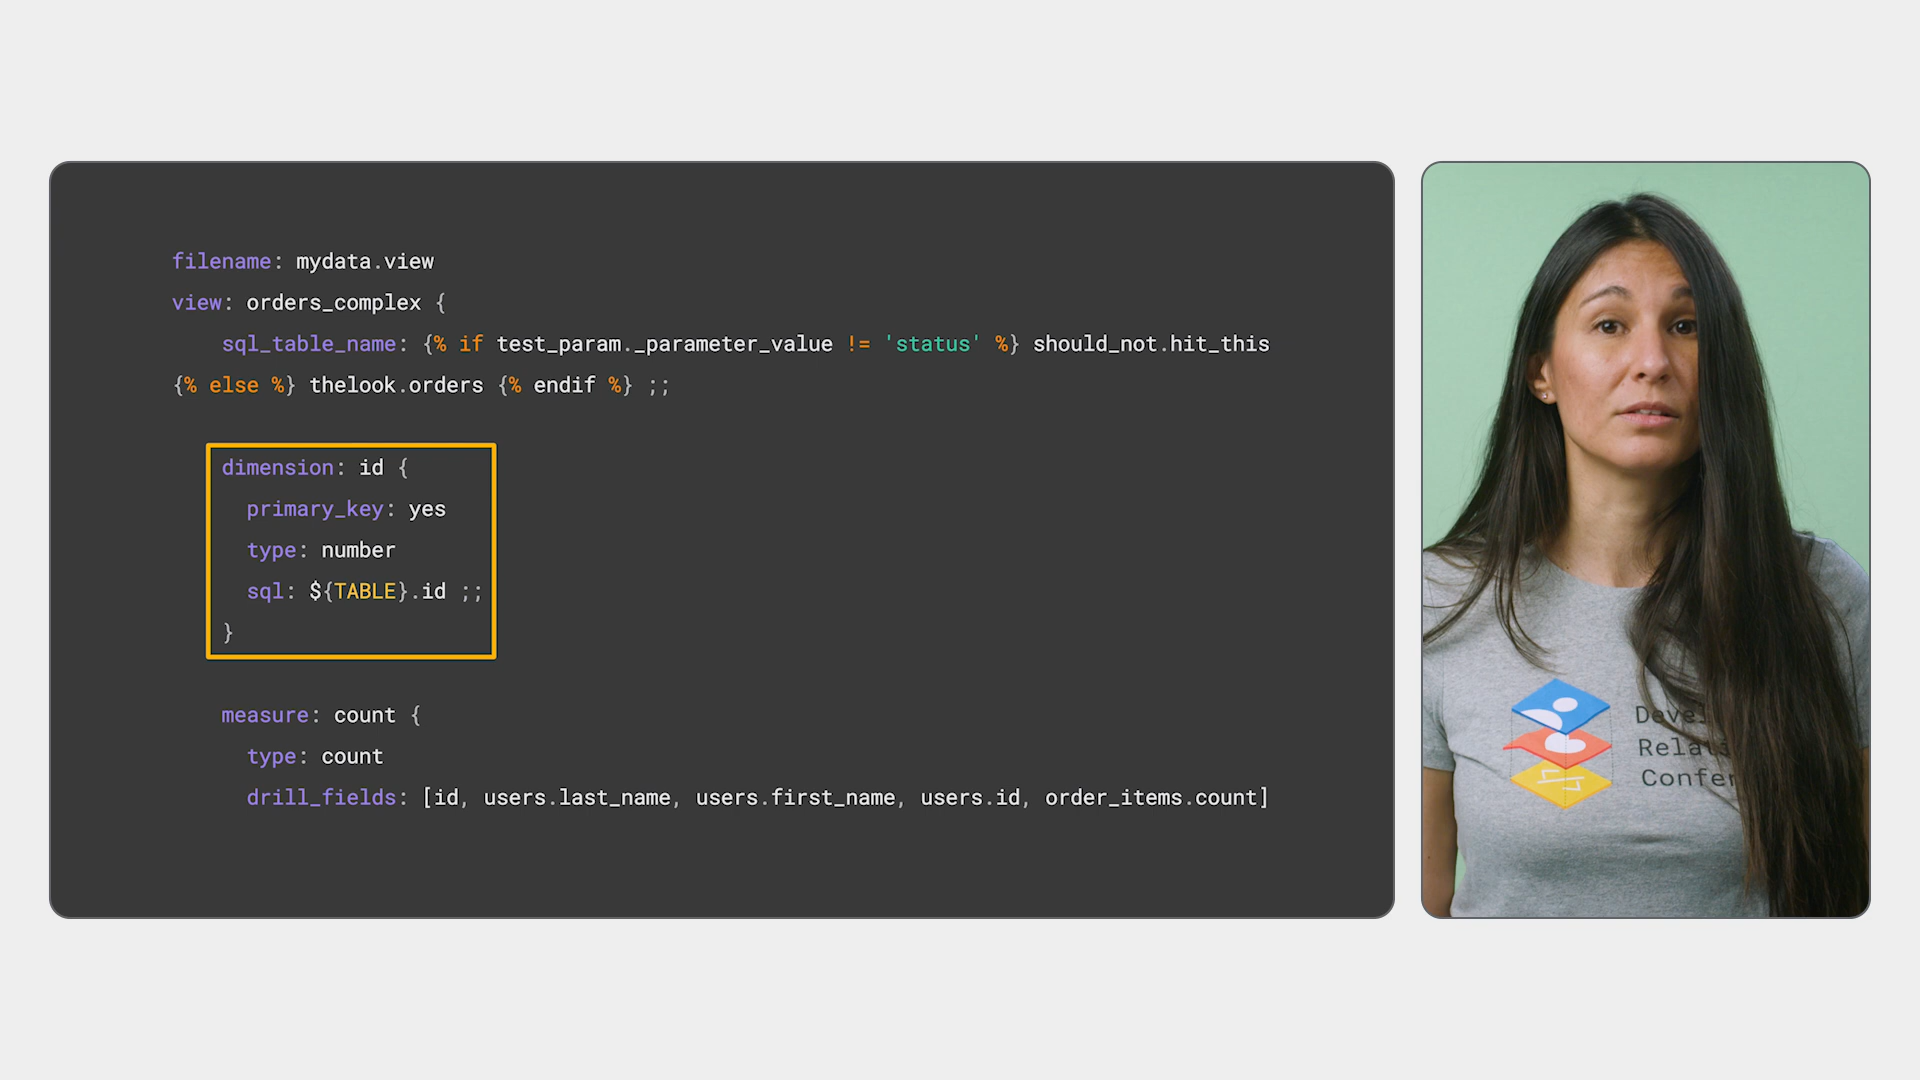 filename: mydata.view
view: orders_complex {
sql_table_name: {% if test_param._parameter_value != 'status' %} should_not.hit_this
{% else %} thelook.orders {% endif %} ;;
dimension: id {
primary_key: yes
type: number
sql: ${TABLE}.id ;;
}
measure: count {
type: count
drill_fields: [id, users.last_name, users.first_name, users.id, order_items.count]